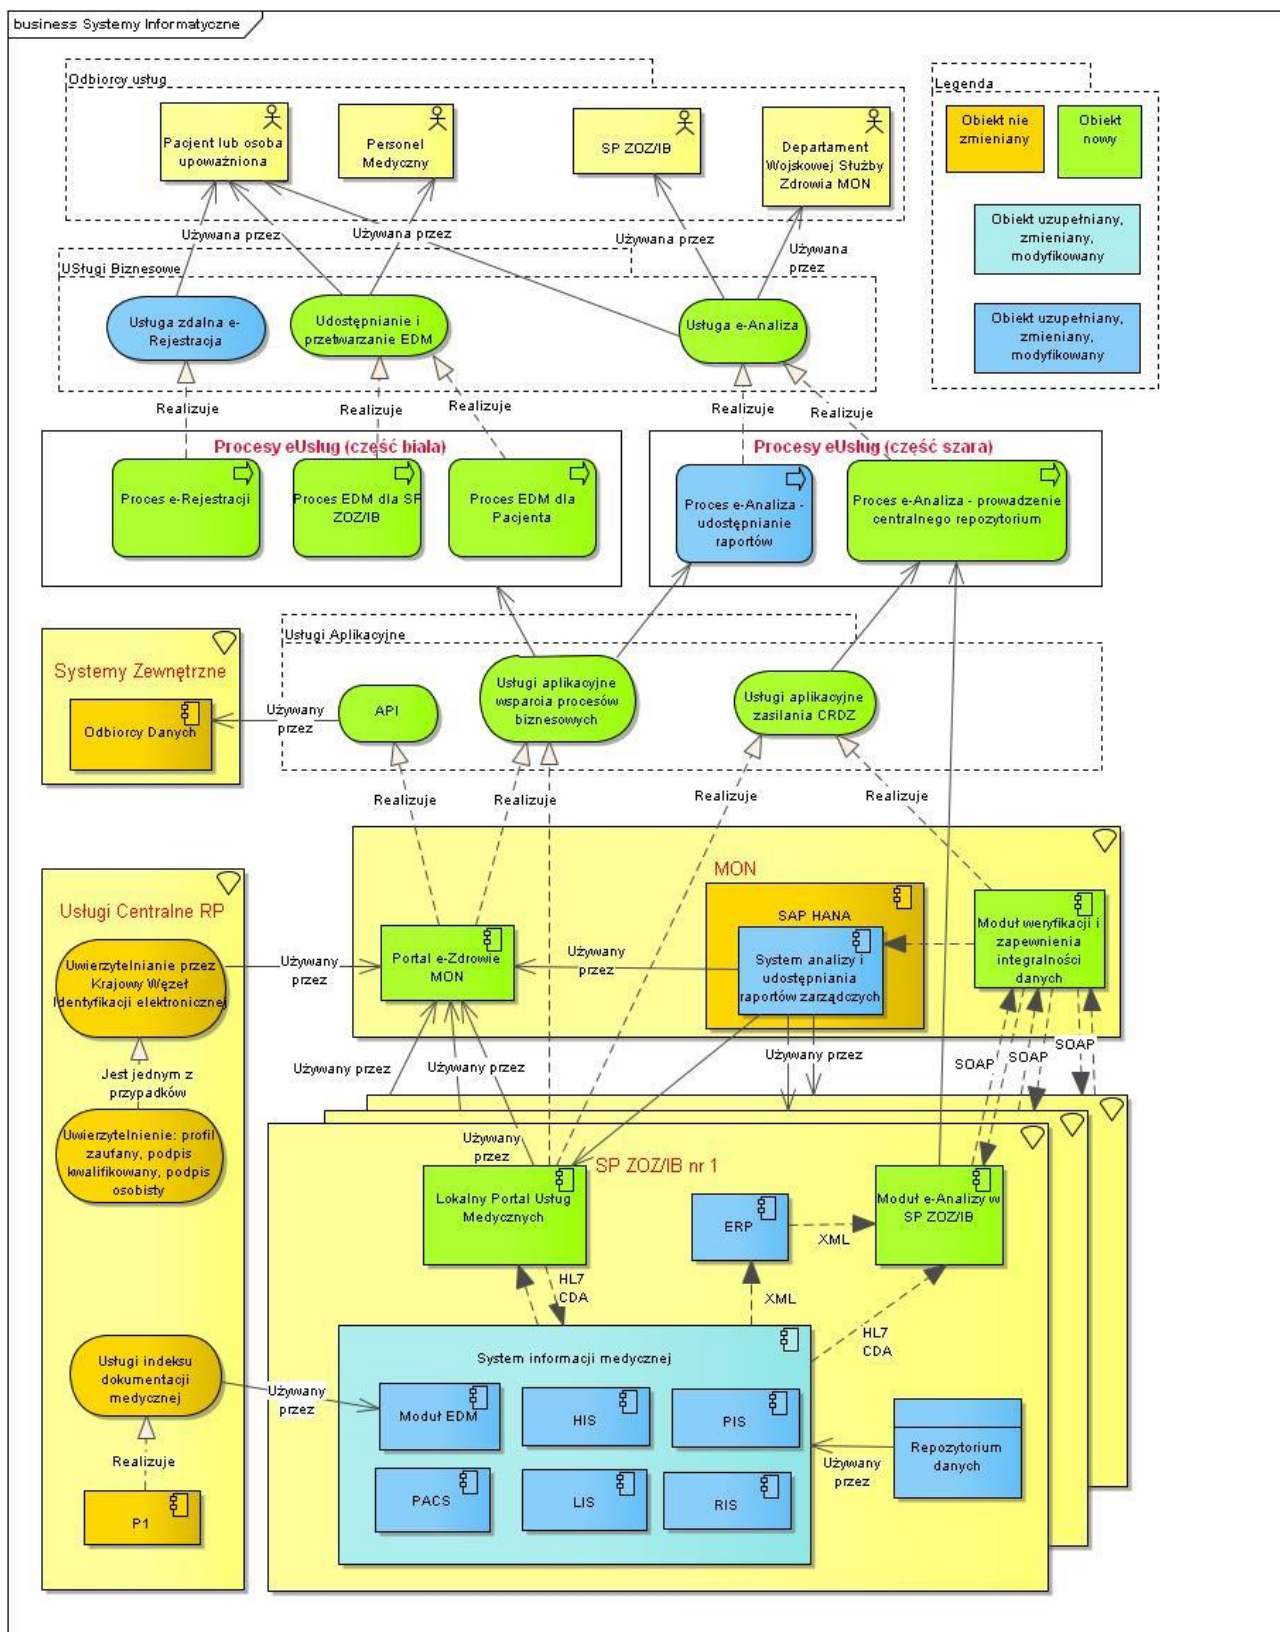 business Systemy Informatyczne
Odbiorcy usług
Pacjent lub osoba
upoważniona
Personel
Medyczny
SP ZOZ/IB
Departament
Wojskowej Służby
Zdrowia MON
Legenda
Obiekt nie
zmieniany
Obiekt
nowy
Obiekt uzupełniany,
zmieniany,
modyfikowany
Obiekt uzupełniany,
zmieniany,
modyfikowany
Używana przez
Używana przez
Używana przez
Używana
przez
USługi Biznesowe
Usługa zdalna e-
Rejestracja
Udostępnianie i
przetwarzanie EDM
Usługa e-Analiza
Realizuje
Realizuje
Realizuje
Realizuje
Realizuje
Procesy eUsług (część biała)
Proces e-Rejestracji
Proces EDM dla SP
ZOZ/IB
Proces EDM dla
Pacjenta
Procesy eUsług (część szara)
Proces e-Analiza -
udostępnianie
raportów
Proces e-Analiza - prowadzenie
centralnego repozytorium
Usługi Aplikacyjne
Systemy Zewnętrzne
Odbiorcy Danych
Używany
przez
API
Usługi aplikacyjne
wsparcia procesów
biznesowych
Usługi aplikacyjne
zasilania CRDZ
Realizuje
Realizuje
Realizuje
Realizuje
MON
SAP HANA
System analizy i
udostępniania
raportów zarządczych
Moduł weryfikacji i
zapewnienia
integralności
danych
Portal e-Zdrowie
MON
Używany
przez
Używany
przez
Usługi Centralne RP
Uwierzytelnianie przez
Krajowy Węzeł
Identyfikacji elektronicznej
Jest jednym z
przypadków
Uwierzytelnienie: profil
zaufany, podpis
kwalifikowany, podpis
osobisty
Używany przez
Używany przez
Używany
przez
Używany przez
SOAP
SOAP
SOAP
SP ZOZ/IB nr 1
Lokalny Portal Usług
Medycznych
ERP
Moduł e-Analizy w
SP ZOZ/IB
XML
HL7
CDA
XML
HL7
CDA
System informacji medycznej
Moduł EDM
HIS
PIS
PACS
LIS
RIS
Repozytorium
danych
Używany
przez
Usługi indeksu
dokumentacji
medycznej
Używany
przez
Realizuje
P1